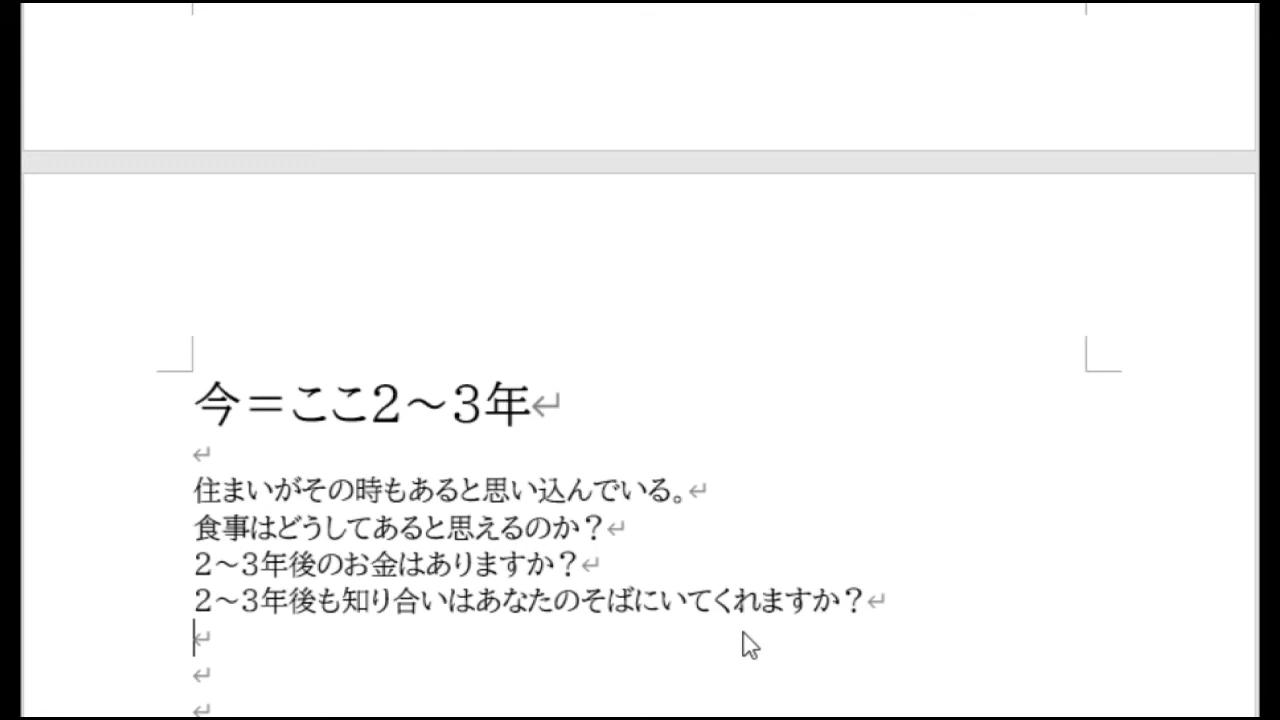 今＝ここ２～３年
住まいがその時もあると思い込んでいる。
食事はどうしてあると思えるのか？
２～３年後のお金はありますか？
２～３年後も知り合いはあなたのそばにいてくれますか？